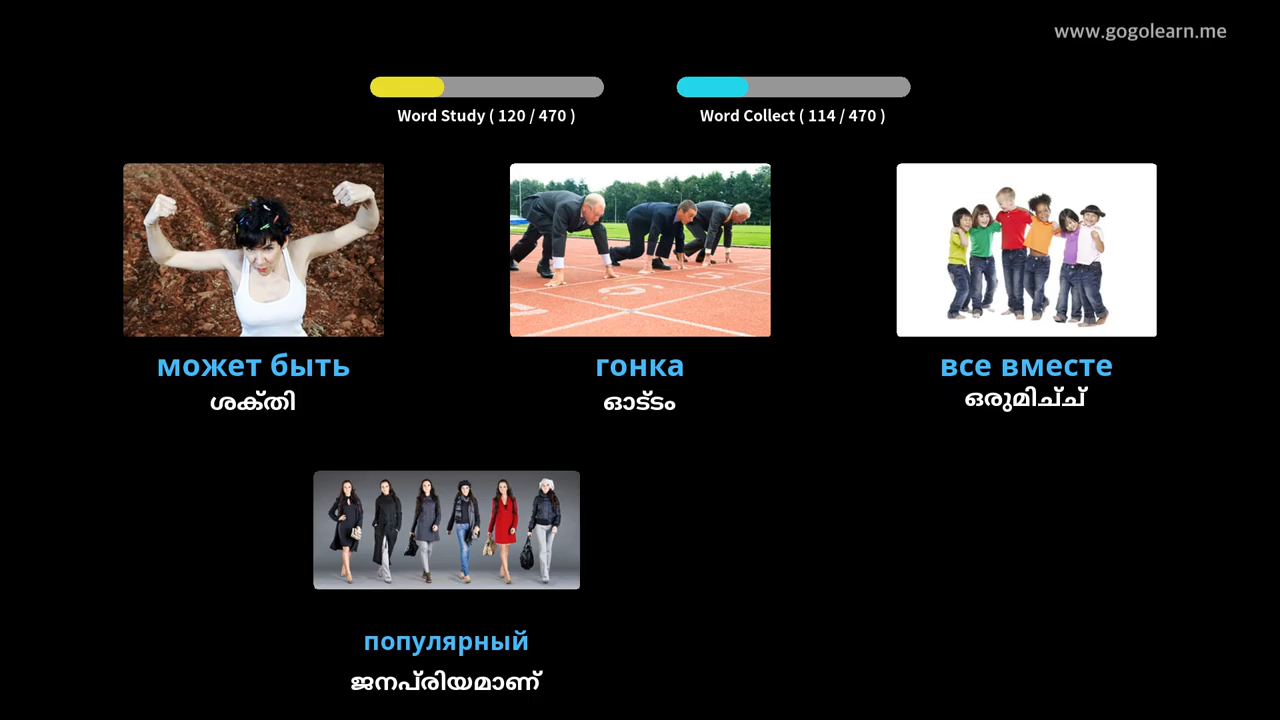 www.gogolearn.me
Word Study ( 120 / 470 )
Word Collect ( 114 / 470 )
может быть
ശക്തി
гонка
ഓട്ടം
все вместе
ഒരുമിച്ച്
популярный
ജനപ്രിയമാണ്